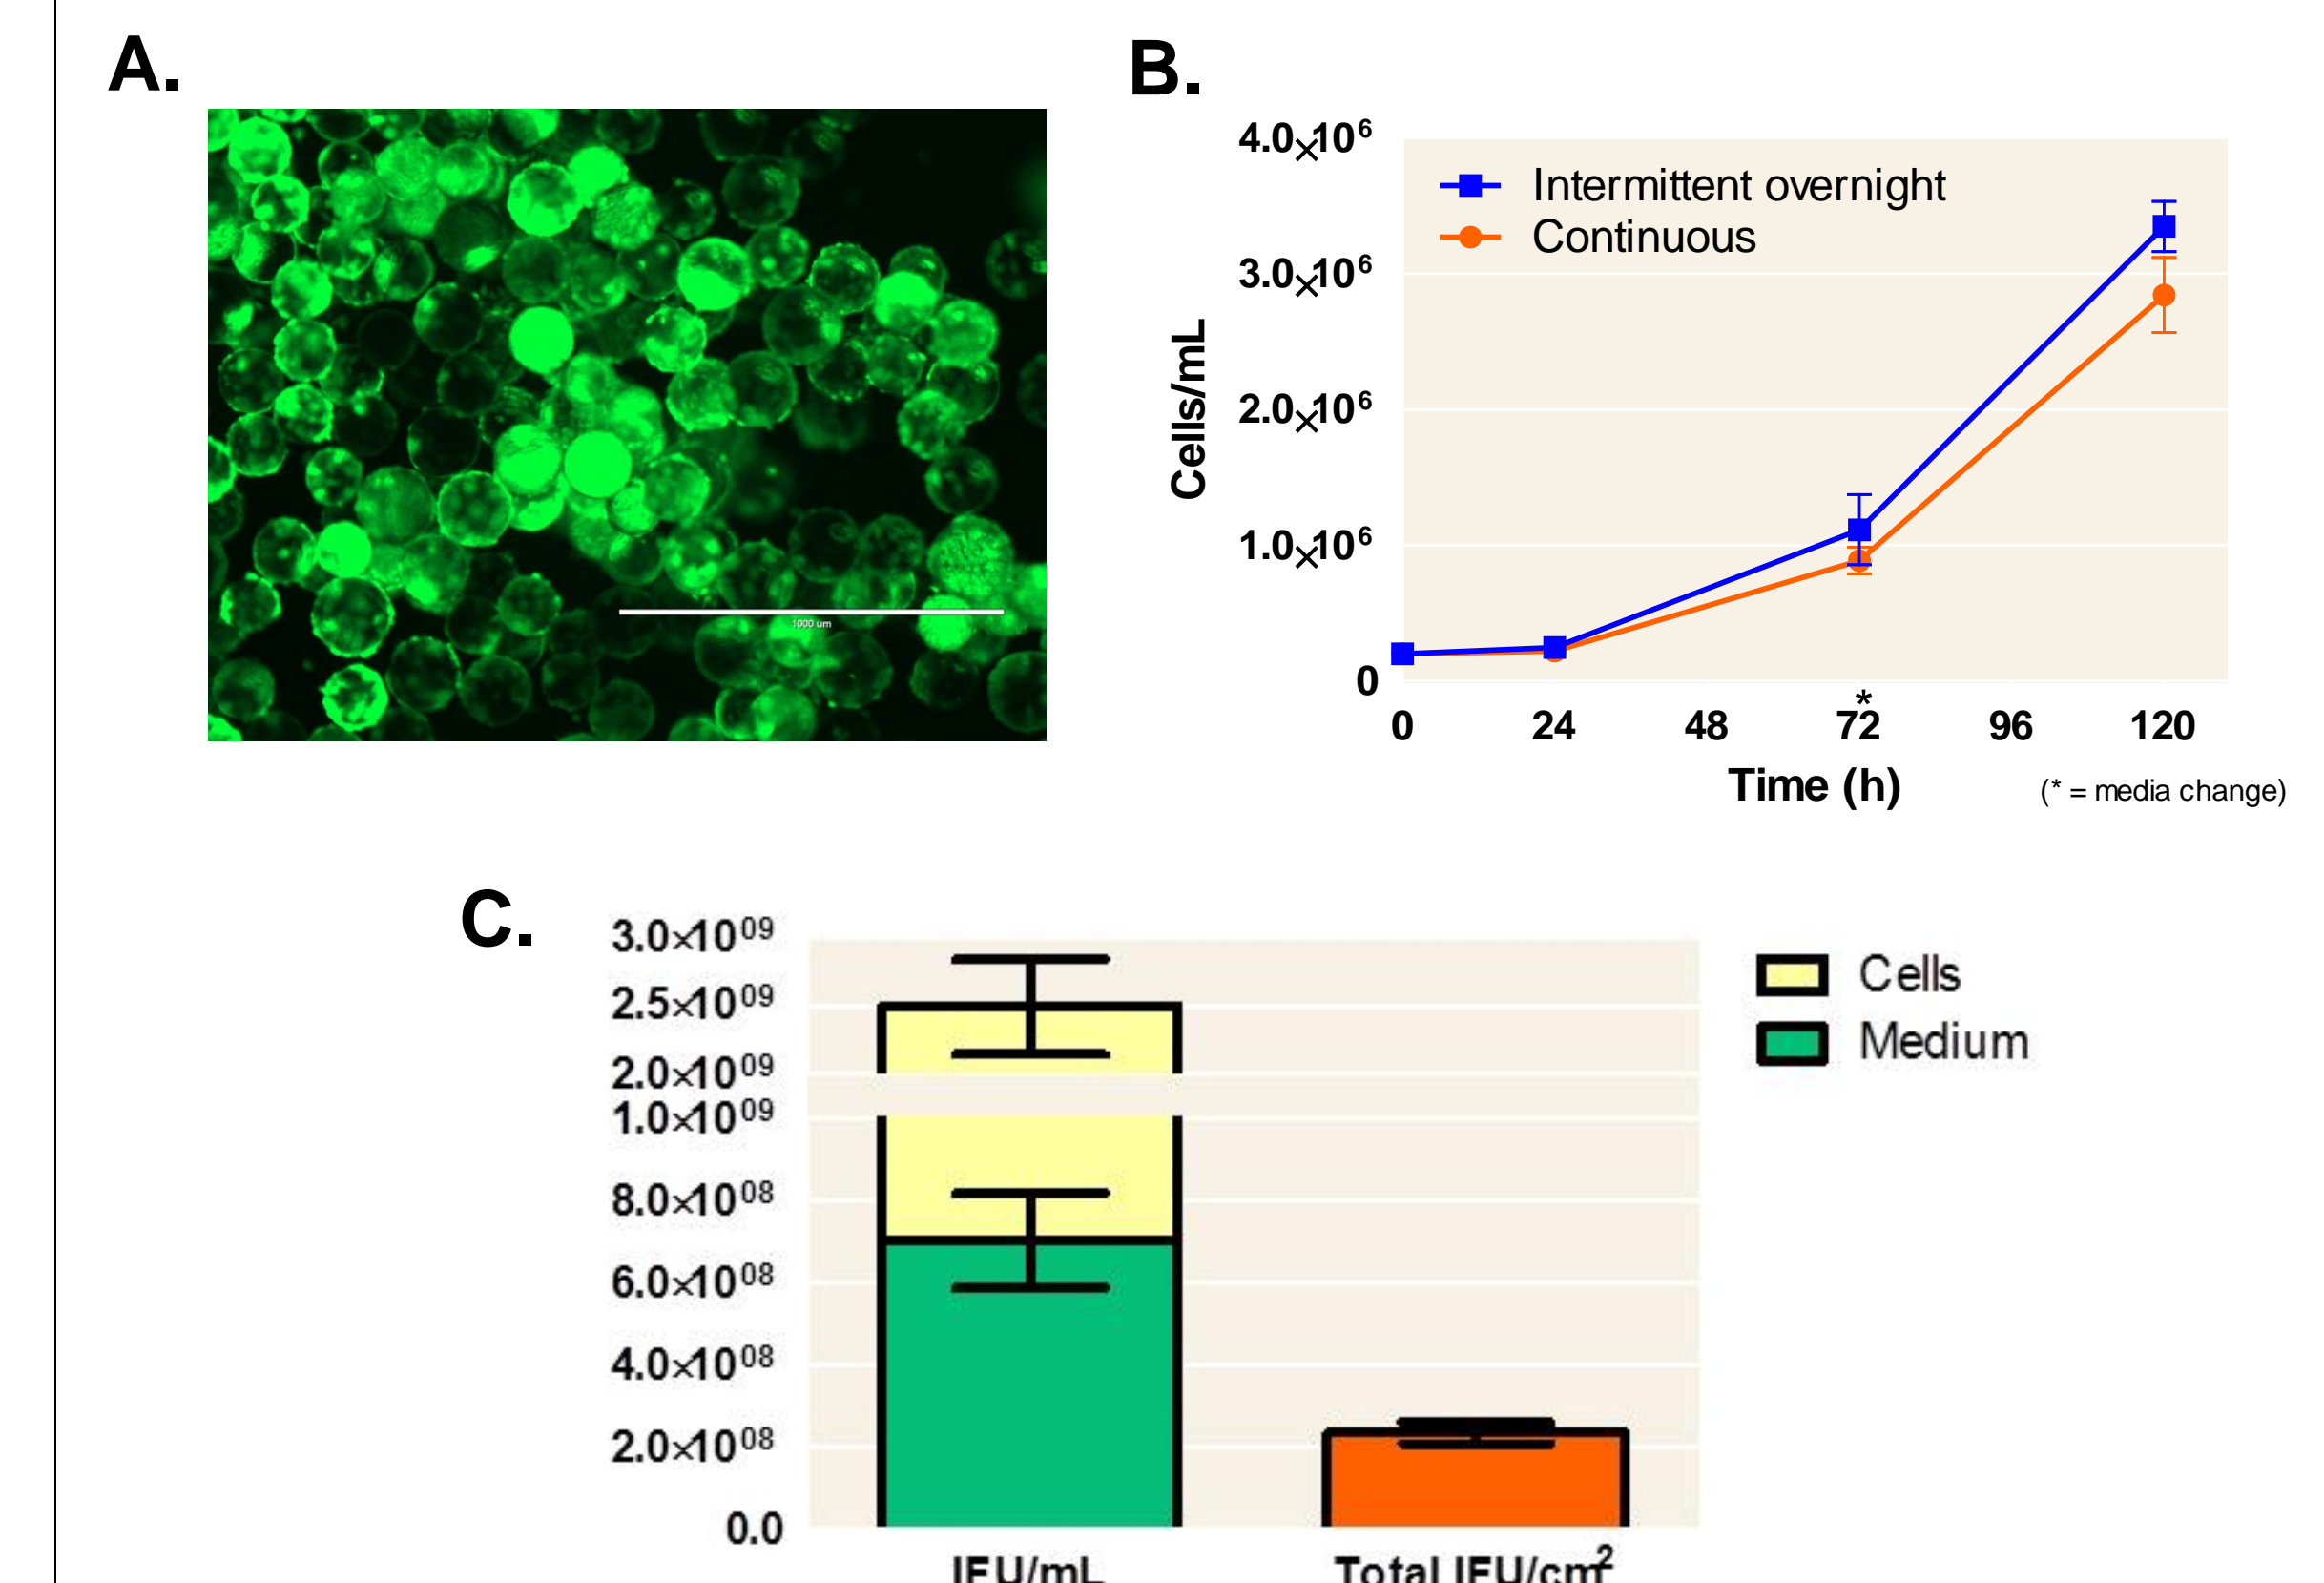 A.
1000 um
B.
4.0×10⁶
3.0×10⁶
2.0×10⁶
1.0×10⁶
0
Cells/mL
Intermittent overnight
Continuous
*
0 24 48 72 96 120
Time (h)
(* = media change)
C.
3.0×10⁰⁹
2.5×10⁰⁹
2.0×10⁰⁹
1.0×10⁰⁹
8.0×10⁰⁸
6.0×10⁰⁸
4.0×10⁰⁸
2.0×10⁰⁸
0.0
Cells
Medium
IFU/mL Total IFU/cm²